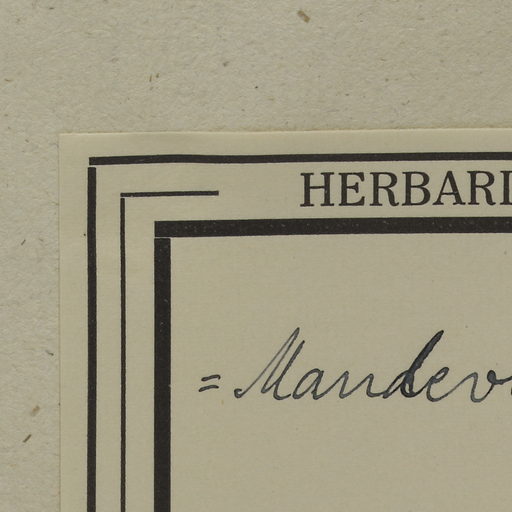 HERBARI
= Mandev